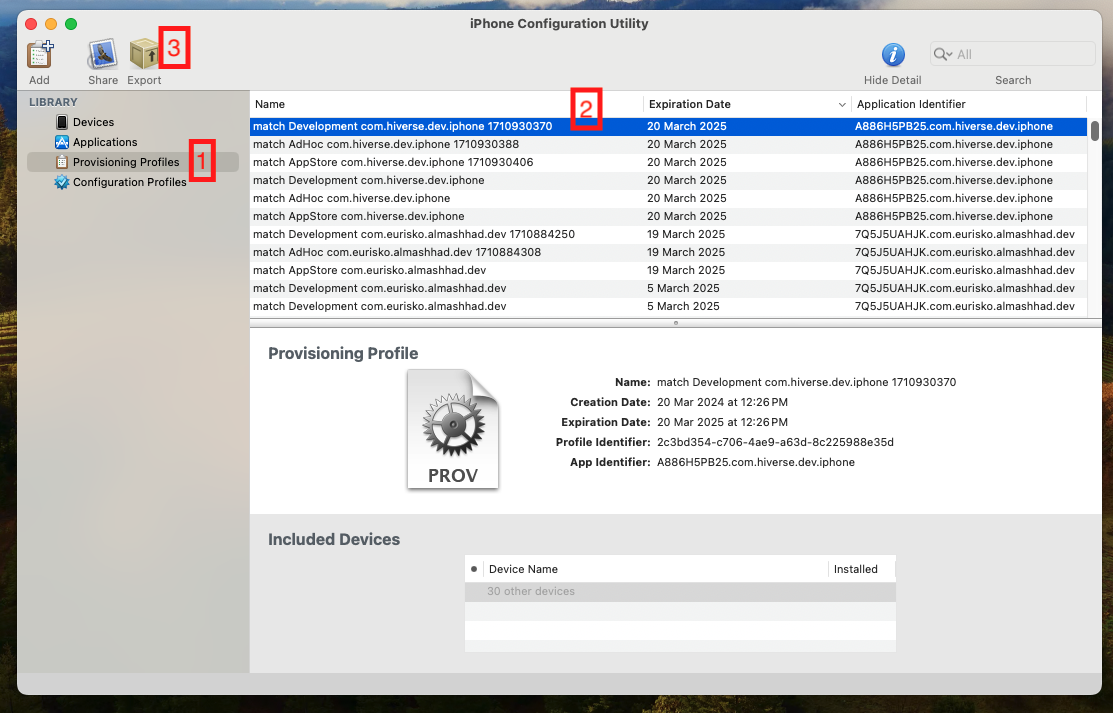 iPhone Configuration Utility
3
Add
Share
Export
Hide Detail
All
Search
LIBRARY
Devices
Applications
Provisioning Profiles
1
Configuration Profiles
Name
2
Expiration Date
Application Identifier
match Development com.hiverse.dev.iphone 1710930370 20 March 2025 A886H5PB25.com.hiverse.dev.iphone
match AdHoc com.hiverse.dev.iphone 1710930388 20 March 2025 A886H5PB25.com.hiverse.dev.iphone
match AppStore com.hiverse.dev.iphone 1710930406 20 March 2025 A886H5PB25.com.hiverse.dev.iphone
match Development com.hiverse.dev.iphone 20 March 2025 A886H5PB25.com.hiverse.dev.iphone
match AdHoc com.hiverse.dev.iphone 20 March 2025 A886H5PB25.com.hiverse.dev.iphone
match AppStore com.hiverse.dev.iphone 20 March 2025 A886H5PB25.com.hiverse.dev.iphone
match Development com.eurisko.almashhad.dev 1710884250 19 March 2025 7Q5J5UAHJK.com.eurisko.almashhad.dev
match AdHoc com.eurisko.almashhad.dev 1710884308 19 March 2025 7Q5J5UAHJK.com.eurisko.almashhad.dev
match AppStore com.eurisko.almashhad.dev 19 March 2025 7Q5J5UAHJK.com.eurisko.almashhad.dev
match Development com.eurisko.almashhad.dev 5 March 2025 7Q5J5UAHJK.com.eurisko.almashhad.dev
match Development com.eurisko.almashhad.dev 5 March 2025 7Q5J5UAHJK.com.eurisko.almashhad.dev
Provisioning Profile
PROV
Name: match Development com.hiverse.dev.iphone 1710930370
Creation Date: 20 Mar 2024 at 12:26 PM
Expiration Date: 20 Mar 2025 at 12:26 PM
Profile Identifier: 2c3bd354-c706-4ae9-a63d-8c225988e35d
App Identifier: A886H5PB25.com.hiverse.dev.iphone
Included Devices
Device Name Installed
30 other devices